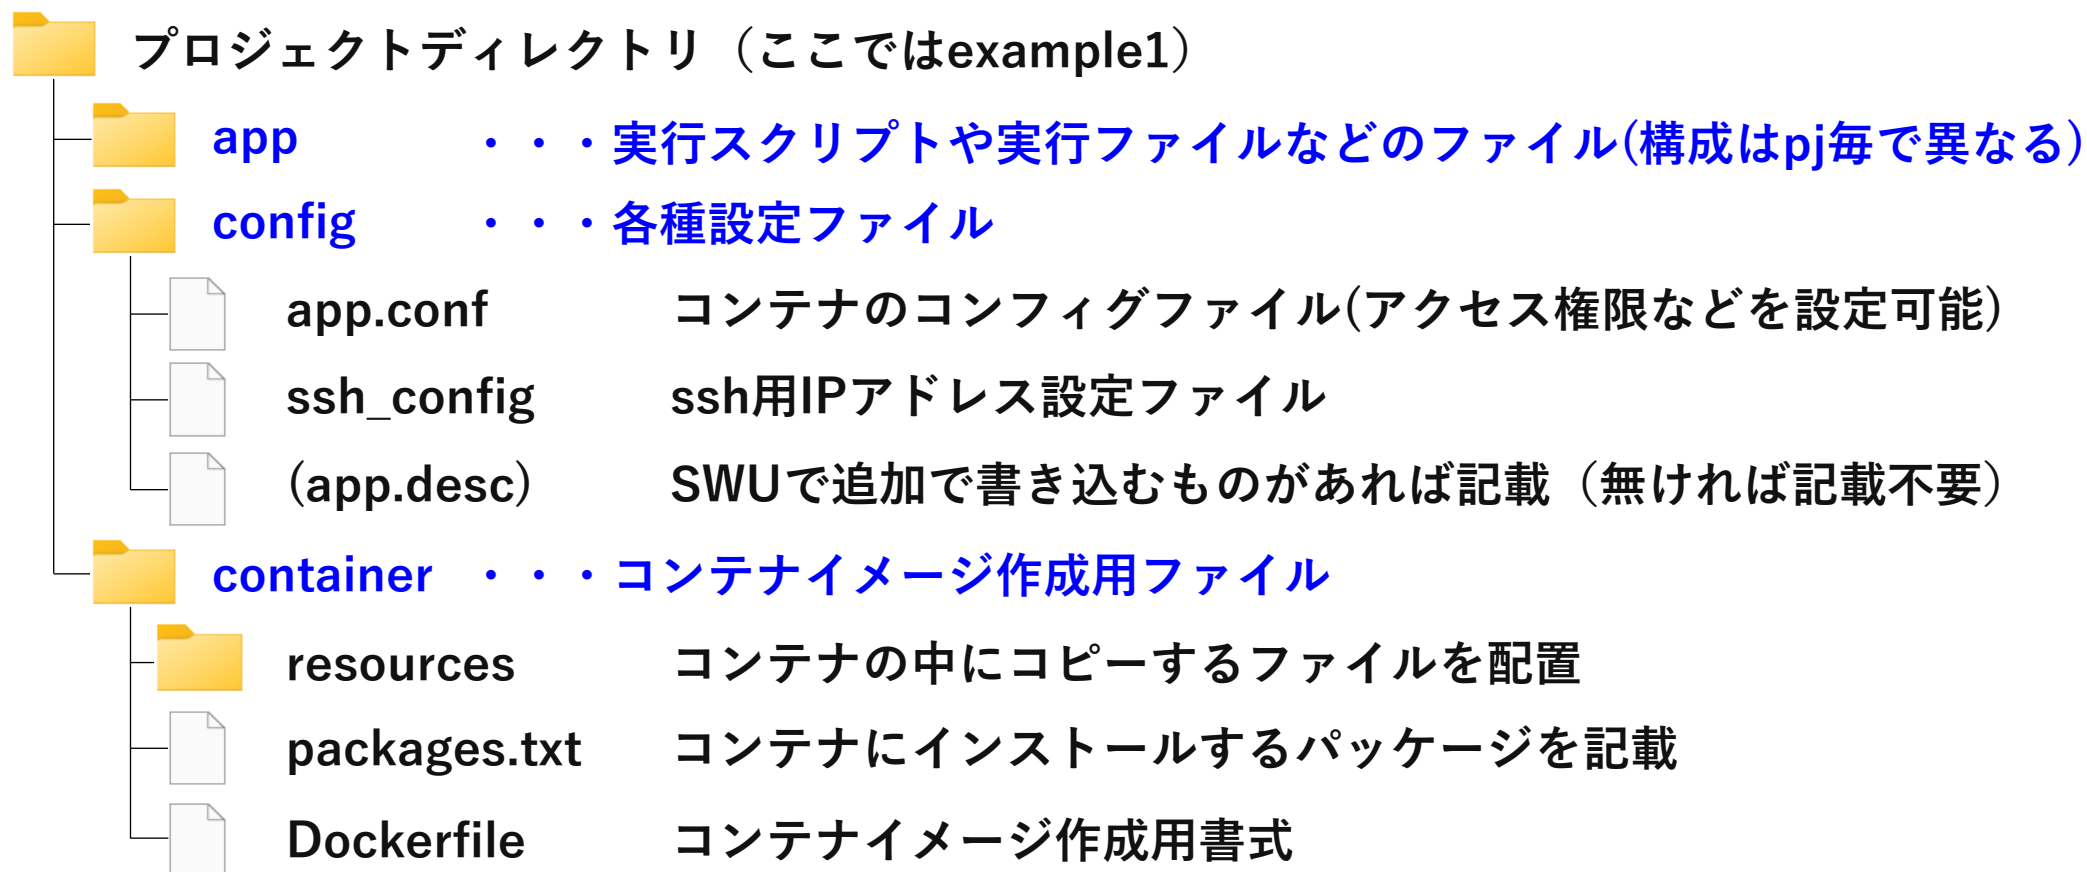 プロジェクトディレクトリ（ここではexample1）
app ・・・実行スクリプトや実行ファイルなどのファイル(構成はpj毎で異なる)
config ・・・各種設定ファイル
app.conf コンテナのコンフィグファイル(アクセス権限などを設定可能)
ssh_config ssh用IPアドレス設定ファイル
(app.desc) SWUで追加で書き込むものがあれば記載（無ければ記載不要）
container ・・・コンテナイメージ作成用ファイル
resources コンテナの中にコピーするファイルを配置
packages.txt コンテナにインストールするパッケージを記載
Dockerfile コンテナイメージ作成用書式